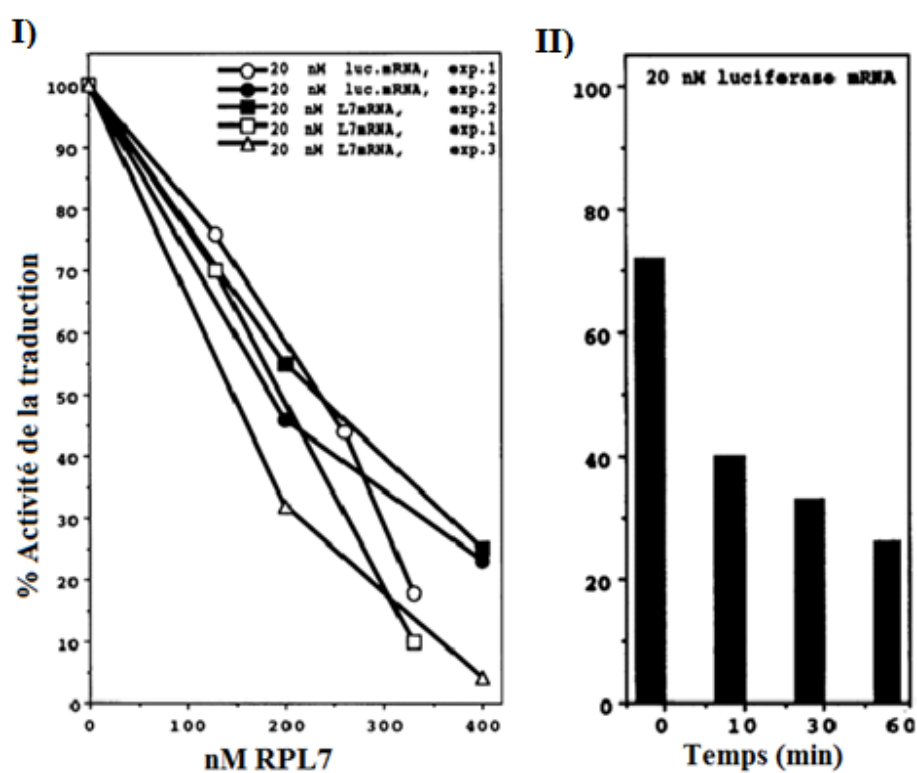 I)
20 nM luc.mRNA, exp.1
20 nM luc.mRNA, exp.2
20 nM L7mRNA, exp.2
20 nM L7mRNA, exp.1
20 nM L7mRNA, exp.3
100
90
80
70
60
50
40
30
20
10
0
% Activité de la traduction
0 100 200 300 400
nM RPL7
II)
20 nM luciferase mRNA
100
80
60
40
20
0
0 10 30 60
Temps (min)